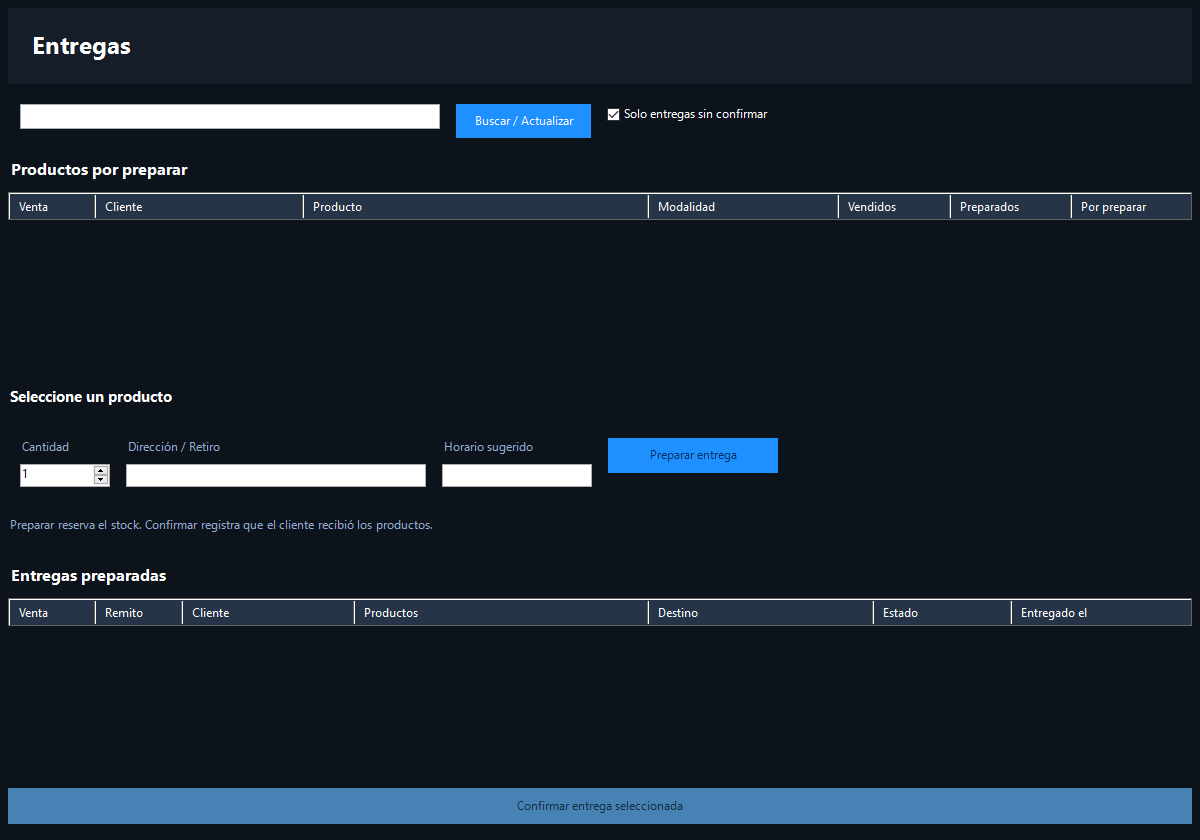 Entregas
Buscar / Actualizar
Solo entregas sin confirmar
Productos por preparar
Venta Cliente Producto Modalidad Vendidos Preparados Por preparar
Seleccione un producto
Cantidad Dirección / Retiro Horario sugerido
Preparar entrega
1
Preparar reserva el stock. Confirmar registra que el cliente recibió los productos.
Entregas preparadas
Venta Remito Cliente Productos Destino Estado Entregado el
Confirmar entrega seleccionada